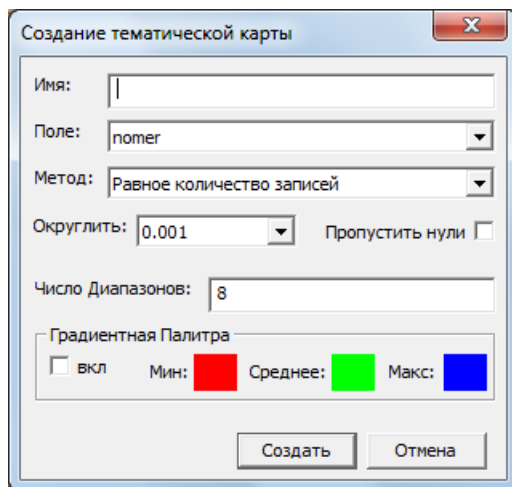 Создание тематической карты
Имя:
Поле: nomer
Метод: Равное количество записей
Округлить: 0.001 Пропустить нули
Число Диапазонов: 8
Градиентная Палитра
вкл Мин: Среднее: Макс:
Создать Отмена